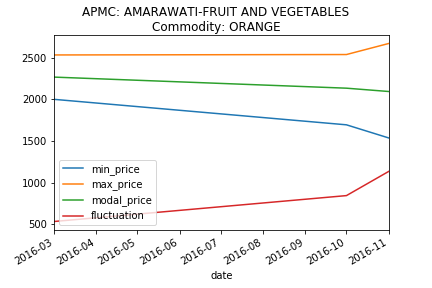 APMC: AMARAWATI-FRUIT AND VEGETABLES
Commodity: ORANGE
2500
2000
1500
1000
500
min_price
max_price
modal_price
fluctuation
2016-03
2016-04
2016-05
2016-06
2016-07
2016-08
2016-09
2016-10
2016-11
date